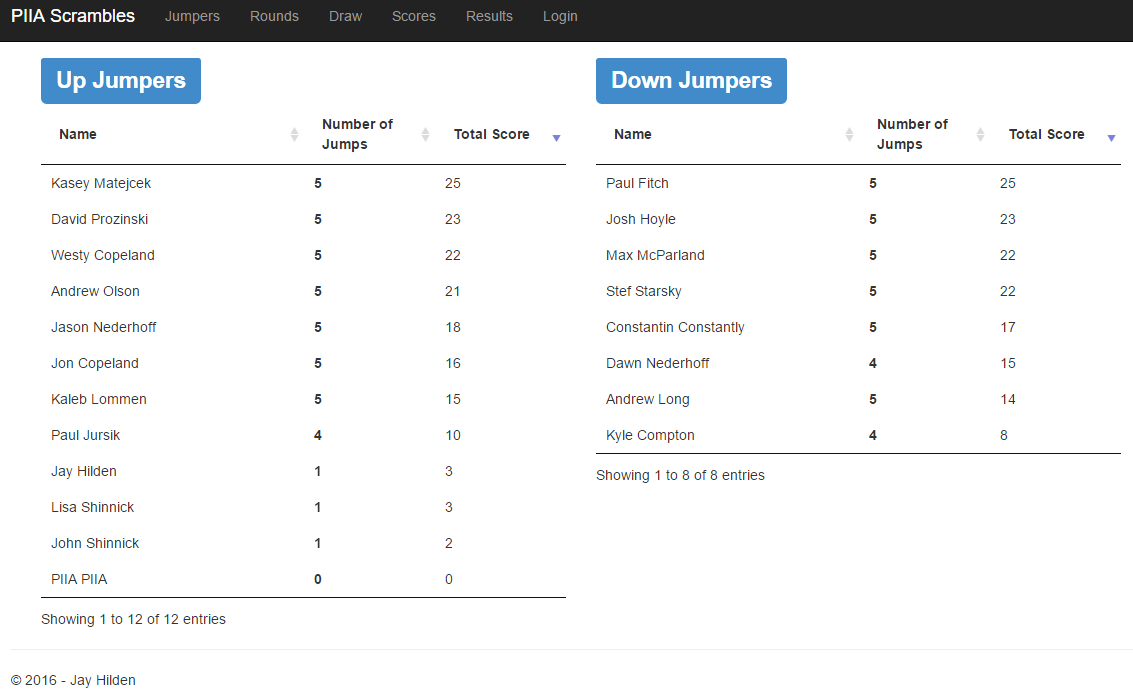 PIIA Scrambles Jumpers Rounds Draw Scores Results Login
Up Jumpers
Name Number of Jumps Total Score
Kasey Matejcek 5 25
David Prozinski 5 23
Westy Copeland 5 22
Andrew Olson 5 21
Jason Nederhoff 5 18
Jon Copeland 5 16
Kaleb Lommen 5 15
Paul Jursik 4 10
Jay Hilden 1 3
Lisa Shinnick 1 3
John Shinnick 1 2
PIIA PIIA 0 0
Showing 1 to 12 of 12 entries
Down Jumpers
Name Number of Jumps Total Score
Paul Fitch 5 25
Josh Hoyle 5 23
Max McParland 5 22
Stef Starsky 5 22
Constantin Constantly 5 17
Dawn Nederhoff 4 15
Andrew Long 5 14
Kyle Compton 4 8
Showing 1 to 8 of 8 entries
© 2016 - Jay Hilden